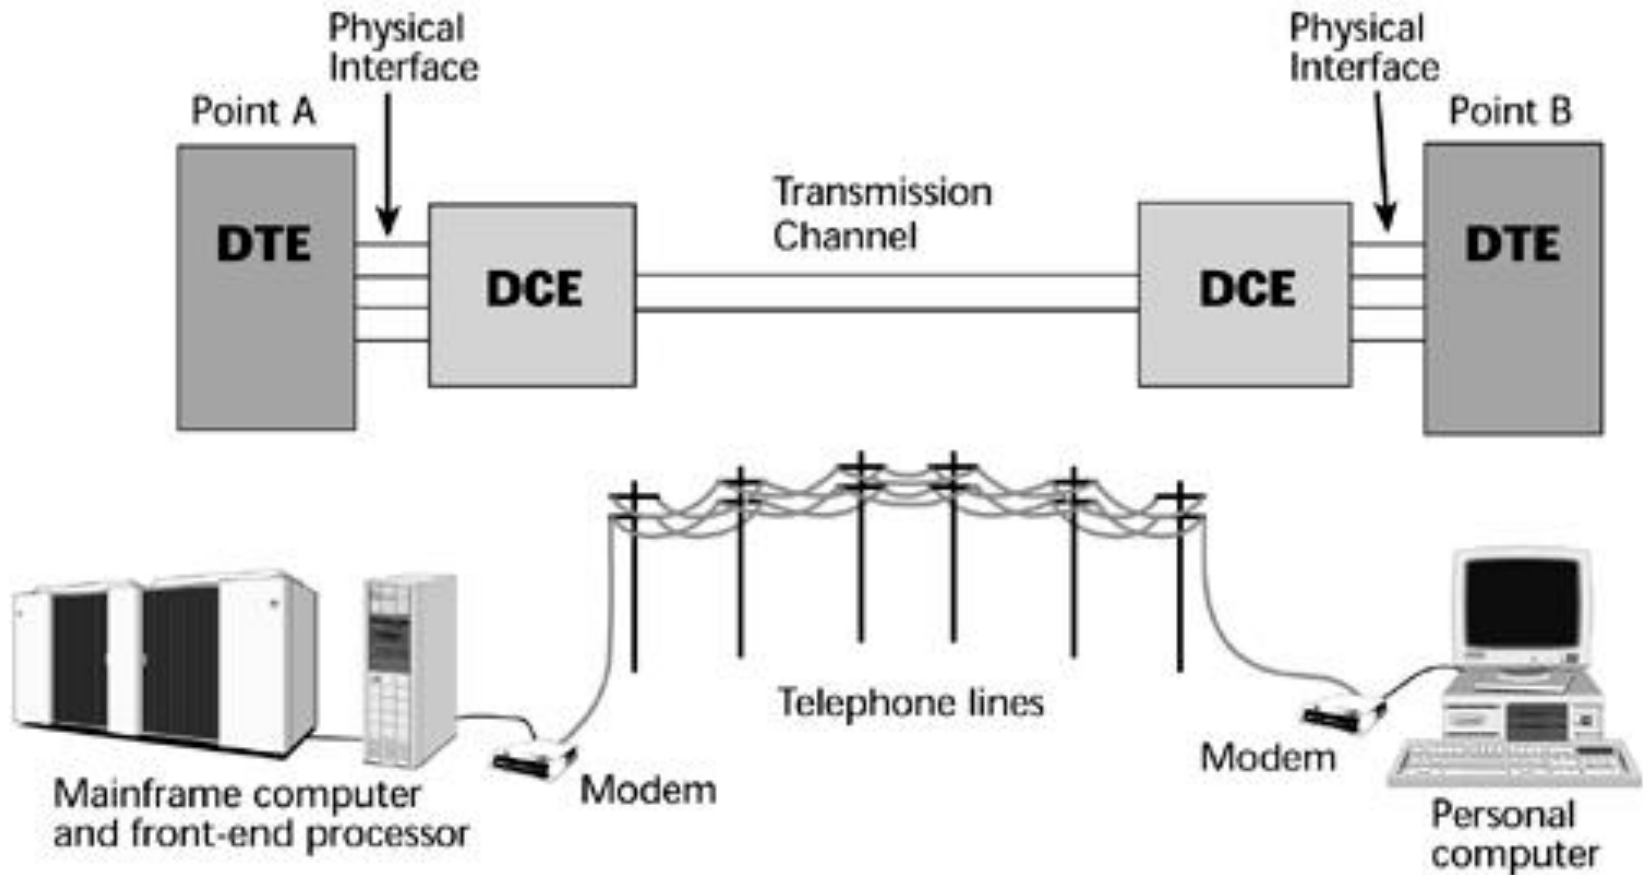 Physical
Interface
Physical
Interface
Point A
Point B
Transmission
Channel
DTE
DCE
DCE
DTE
Telephone lines
Modem
Modem
Mainframe computer
and front-end processor
Personal
computer